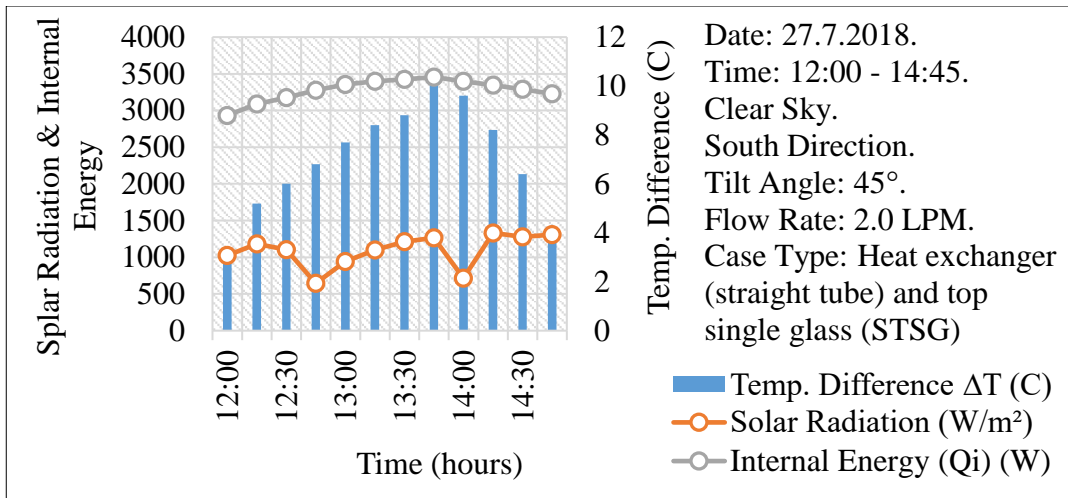 Splar Radiation & Internal
Energy
4000
3500
3000
2500
2000
1500
1000
500
0
12
10
8
6
4
2
0
Temp. Difference (C)
12:00
12:30
13:00
13:30
14:00
14:30
Time (hours)
Date: 27.7.2018.
Time: 12:00 - 14:45.
Clear Sky.
South Direction.
Tilt Angle: 45°.
Flow Rate: 2.0 LPM.
Case Type: Heat exchanger
(straight tube) and top
single glass (STSG)
Temp. Difference ΔT (C)
Solar Radiation (W/m²)
Internal Energy (Qi) (W)